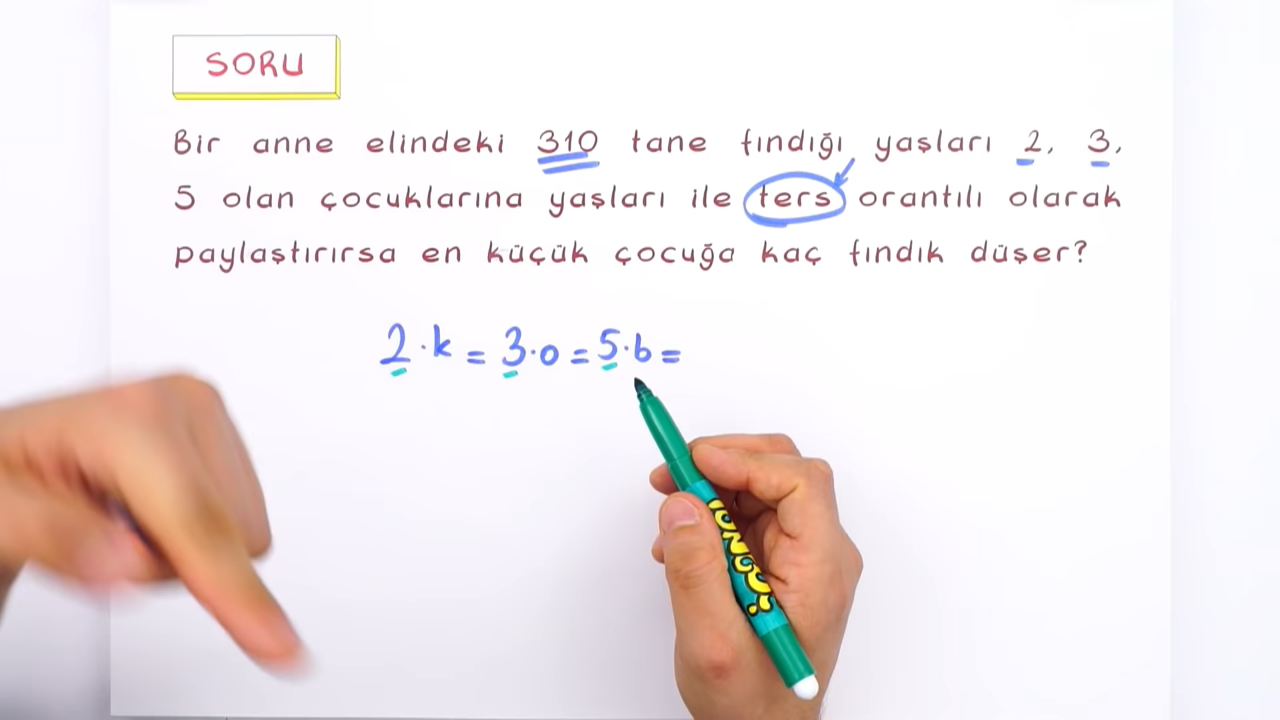 SORU
Bir anne elindeki 310 tane fındığı yaşları 2, 3,
5 olan çocuklarına yaşları ile ters orantılı olarak
paylaştırırsa en küçük çocuğa kaç fındık düşer?
2·k = 3·o = 5·b =